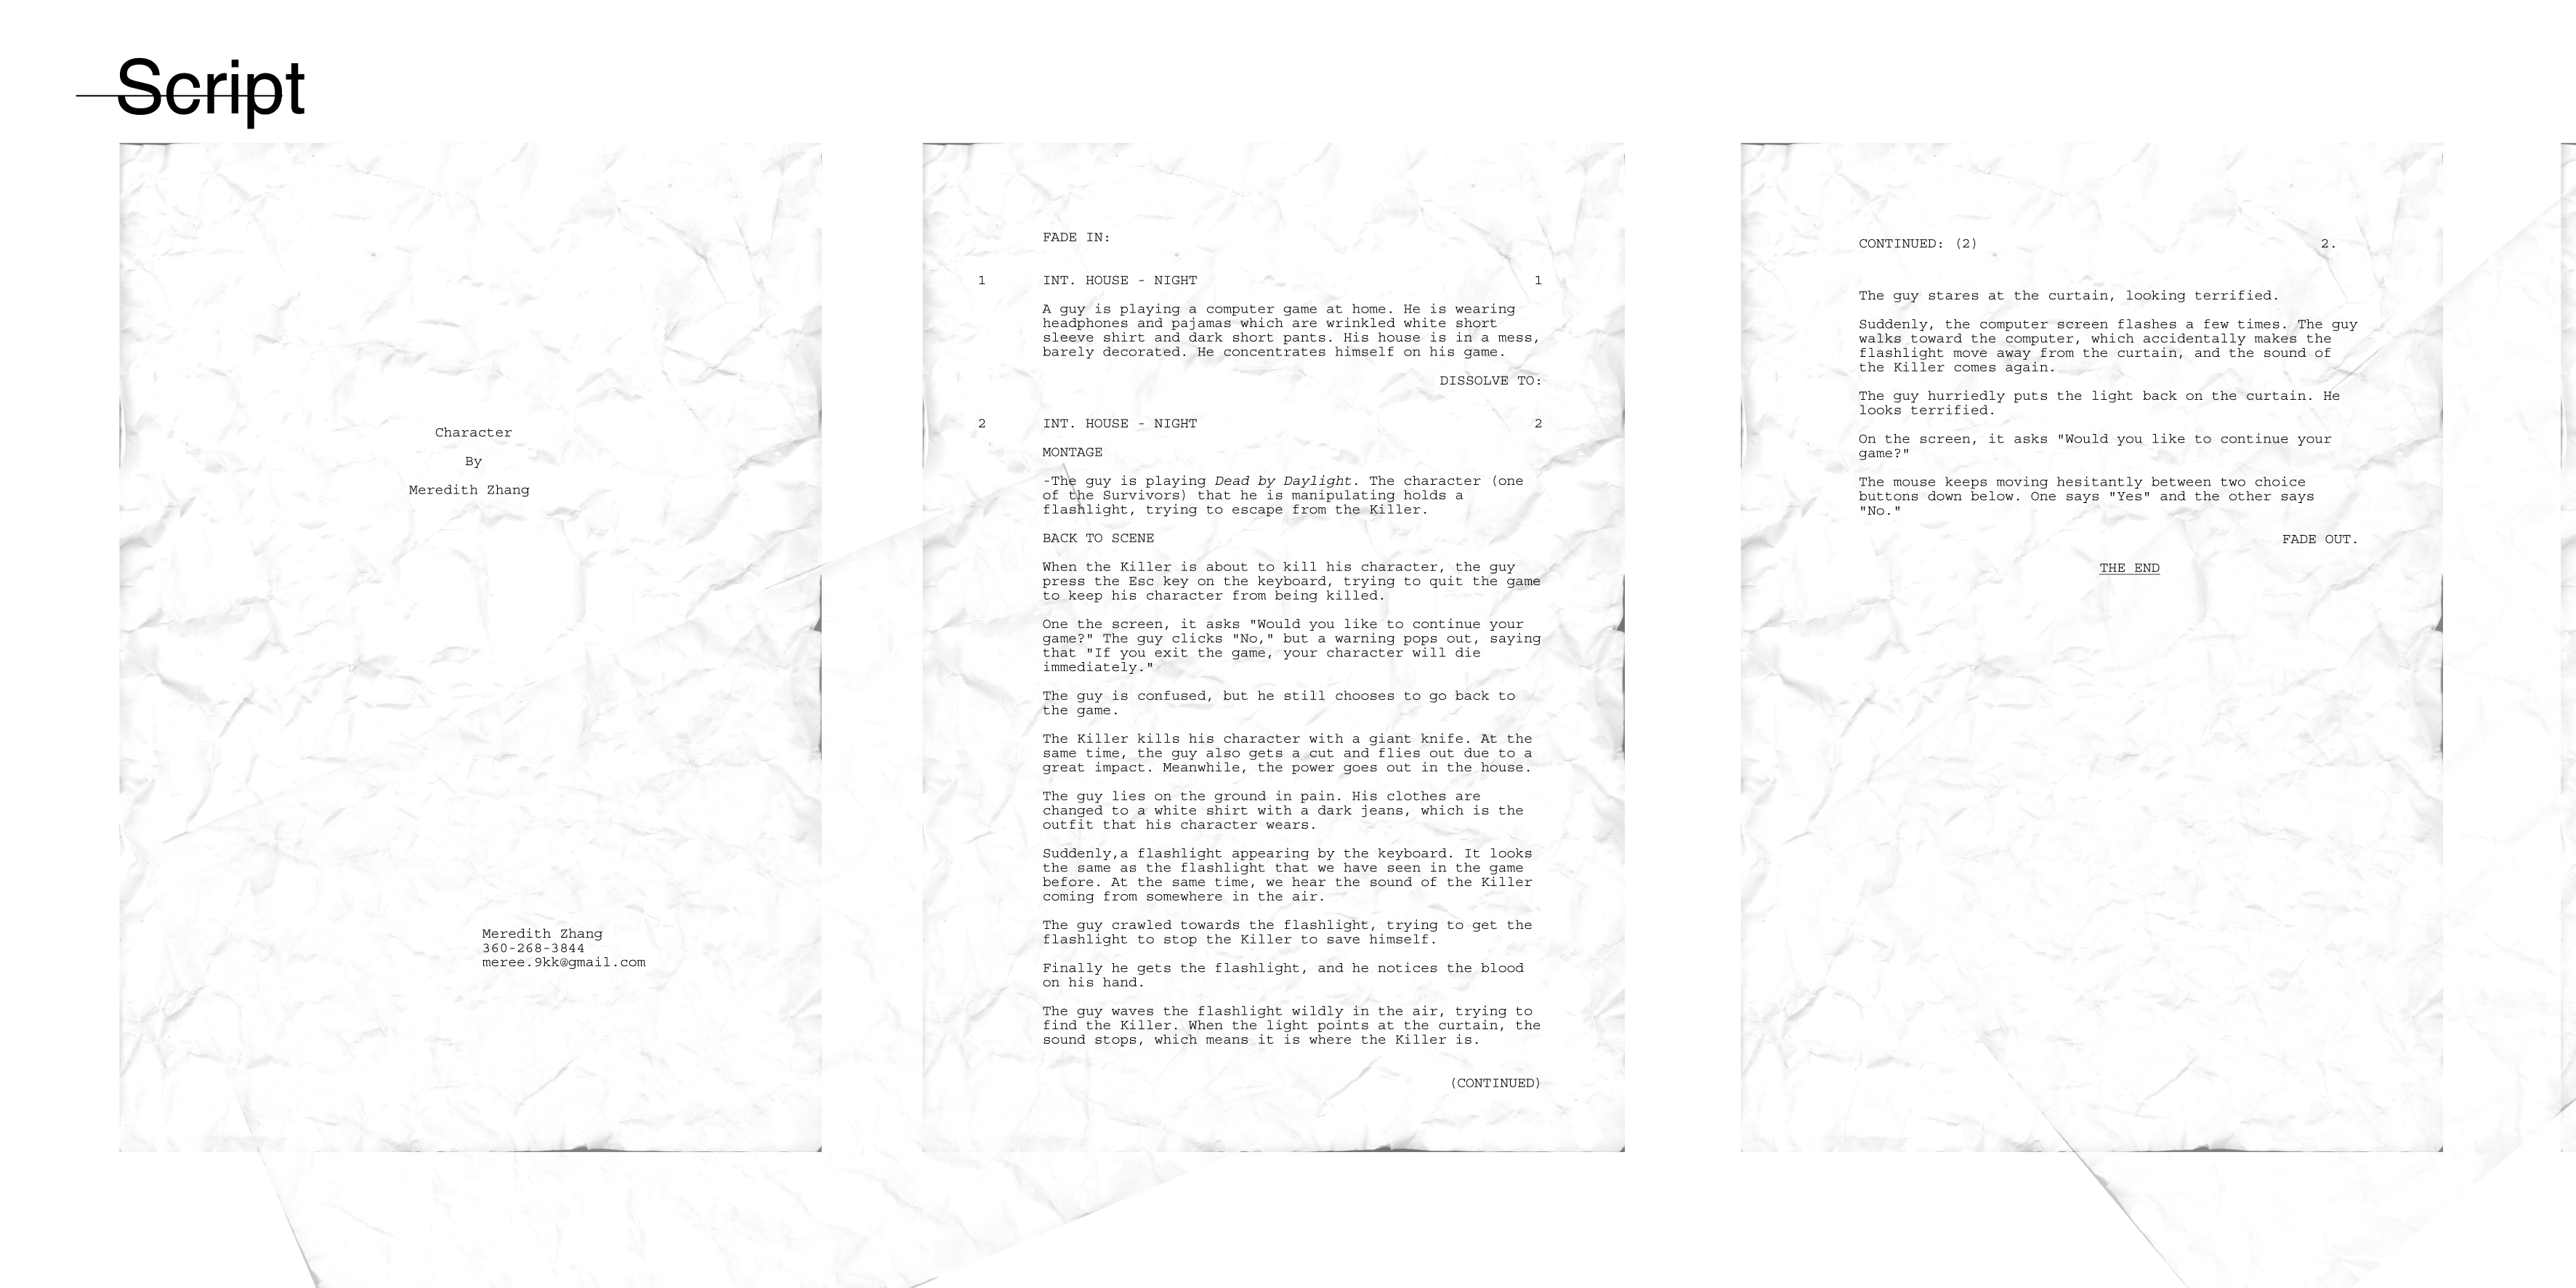 Script
Character
By
Meredith Zhang
Meredith Zhang
360-268-3844
meree.9kk@gmail.com
FADE IN:
1 INT. HOUSE - NIGHT 1
A guy is playing a computer game at home. He is wearing
headphones and pajamas which are wrinkled white short
sleeve shirt and dark short pants. His house is in a mess,
barely decorated. He concentrates himself on his game.
DISSOLVE TO:
2 INT. HOUSE - NIGHT 2
MONTAGE
-The guy is playing Dead by Daylight. The character (one
of the Survivors) that he is manipulating holds a
flashlight, trying to escape from the Killer.
BACK TO SCENE
When the Killer is about to kill his character, the guy
press the Esc key on the keyboard, trying to quit the game
to keep his character from being killed.
One the screen, it asks "Would you like to continue your
game?" The guy clicks "No," but a warning pops out, saying
that "If you exit the game, your character will die
immediately."
The guy is confused, but he still chooses to go back to
the game.
The Killer kills his character with a giant knife. At the
same time, the guy also gets a cut and flies out due to a
great impact. Meanwhile, the power goes out in the house.
The guy lies on the ground in pain. His clothes are
changed to a white shirt with a dark jeans, which is the
outfit that his character wears.
Suddenly,a flashlight appearing by the keyboard. It looks
the same as the flashlight that we have seen in the game
before. At the same time, we hear the sound of the Killer
coming from somewhere in the air.
The guy crawled towards the flashlight, trying to get the
flashlight to stop the Killer to save himself.
Finally he gets the flashlight, and he notices the blood
on his hand.
The guy waves the flashlight wildly in the air, trying to
find the Killer. When the light points at the curtain, the
sound stops, which means it is where the Killer is.
(CONTINUED)
CONTINUED: (2) 2.
The guy stares at the curtain, looking terrified.
Suddenly, the computer screen flashes a few times. The guy
walks toward the computer, which accidentally makes the
flashlight move away from the curtain, and the sound of
the Killer comes again.
The guy hurriedly puts the light back on the curtain. He
looks terrified.
On the screen, it asks "Would you like to continue your
game?"
The mouse keeps moving hesitantly between two choice
buttons down below. One says "Yes" and the other says
"No."
FADE OUT.
THE END